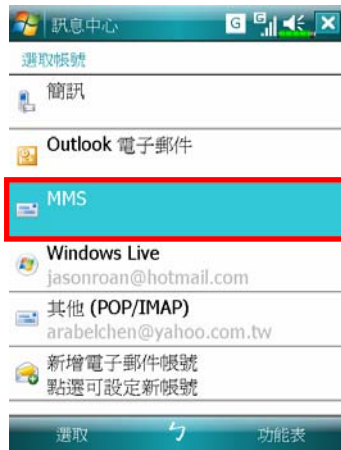 訊息中心 G G
選取帳號
簡訊
Outlook 電子郵件
MMS
Windows Live
jasonroan@hotmail.com
其他 (POP/IMAP)
arabelchen@yahoo.com.tw
新增電子郵件帳號
點選可設定新帳號
選取 ㄅ 功能表